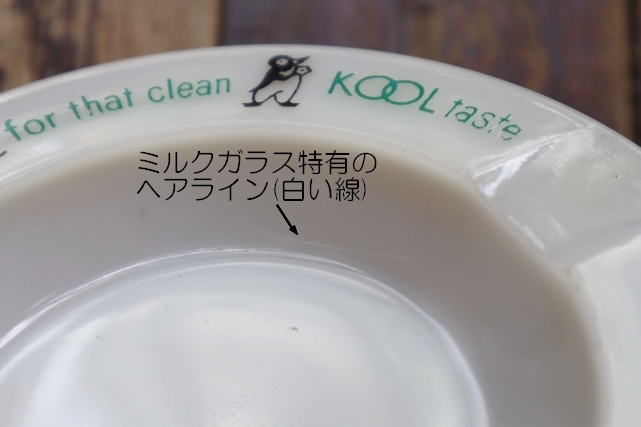 for that clean KOOL taste
ミルクガラス特有の
ヘアライン(白い線)